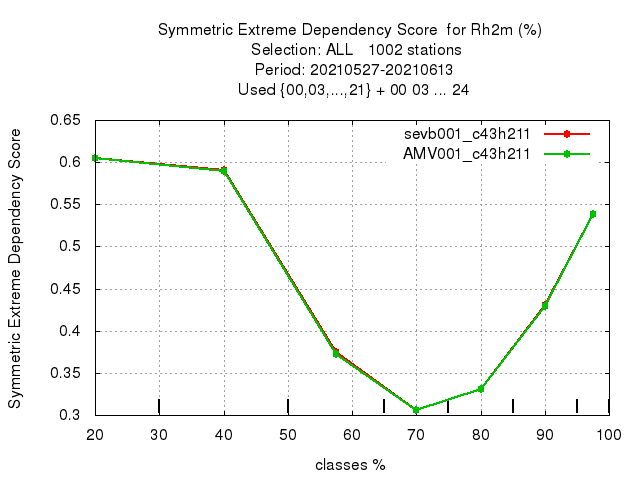 Symmetric Extreme Dependency Score  for Rh2m (%)
Selection: ALL   1002 stations
Period: 20210527-20210613
Used {00,03,...,21} + 00 03 ... 24
sevb001_c43h211
AMV001_c43h211
Symmetric Extreme Dependency Score
0.65
0.6
0.55
0.5
0.45
0.4
0.35
0.3
20 30 40 50 60 70 80 90 100
classes %